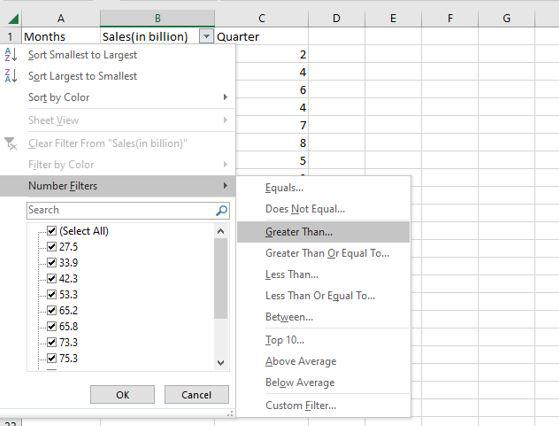 A B C D E F G
1 Months Sales(in billion) Quarter
Sort Smallest to Largest 2
Sort Largest to Smallest 4
Sort by Color 6
Sheet View 4
7
Clear Filter From "Sales(in billion)" 8
Filter by Color 5
Number Filters
Search
(Select All)
27.5
33.9
42.3
53.3
65.2
65.8
73.3
75.3
OK Cancel
Equals...
Does Not Equal...
Greater Than...
Greater Than Or Equal To...
Less Than...
Less Than Or Equal To...
Between...
Top 10...
Above Average
Below Average
Custom Filter...